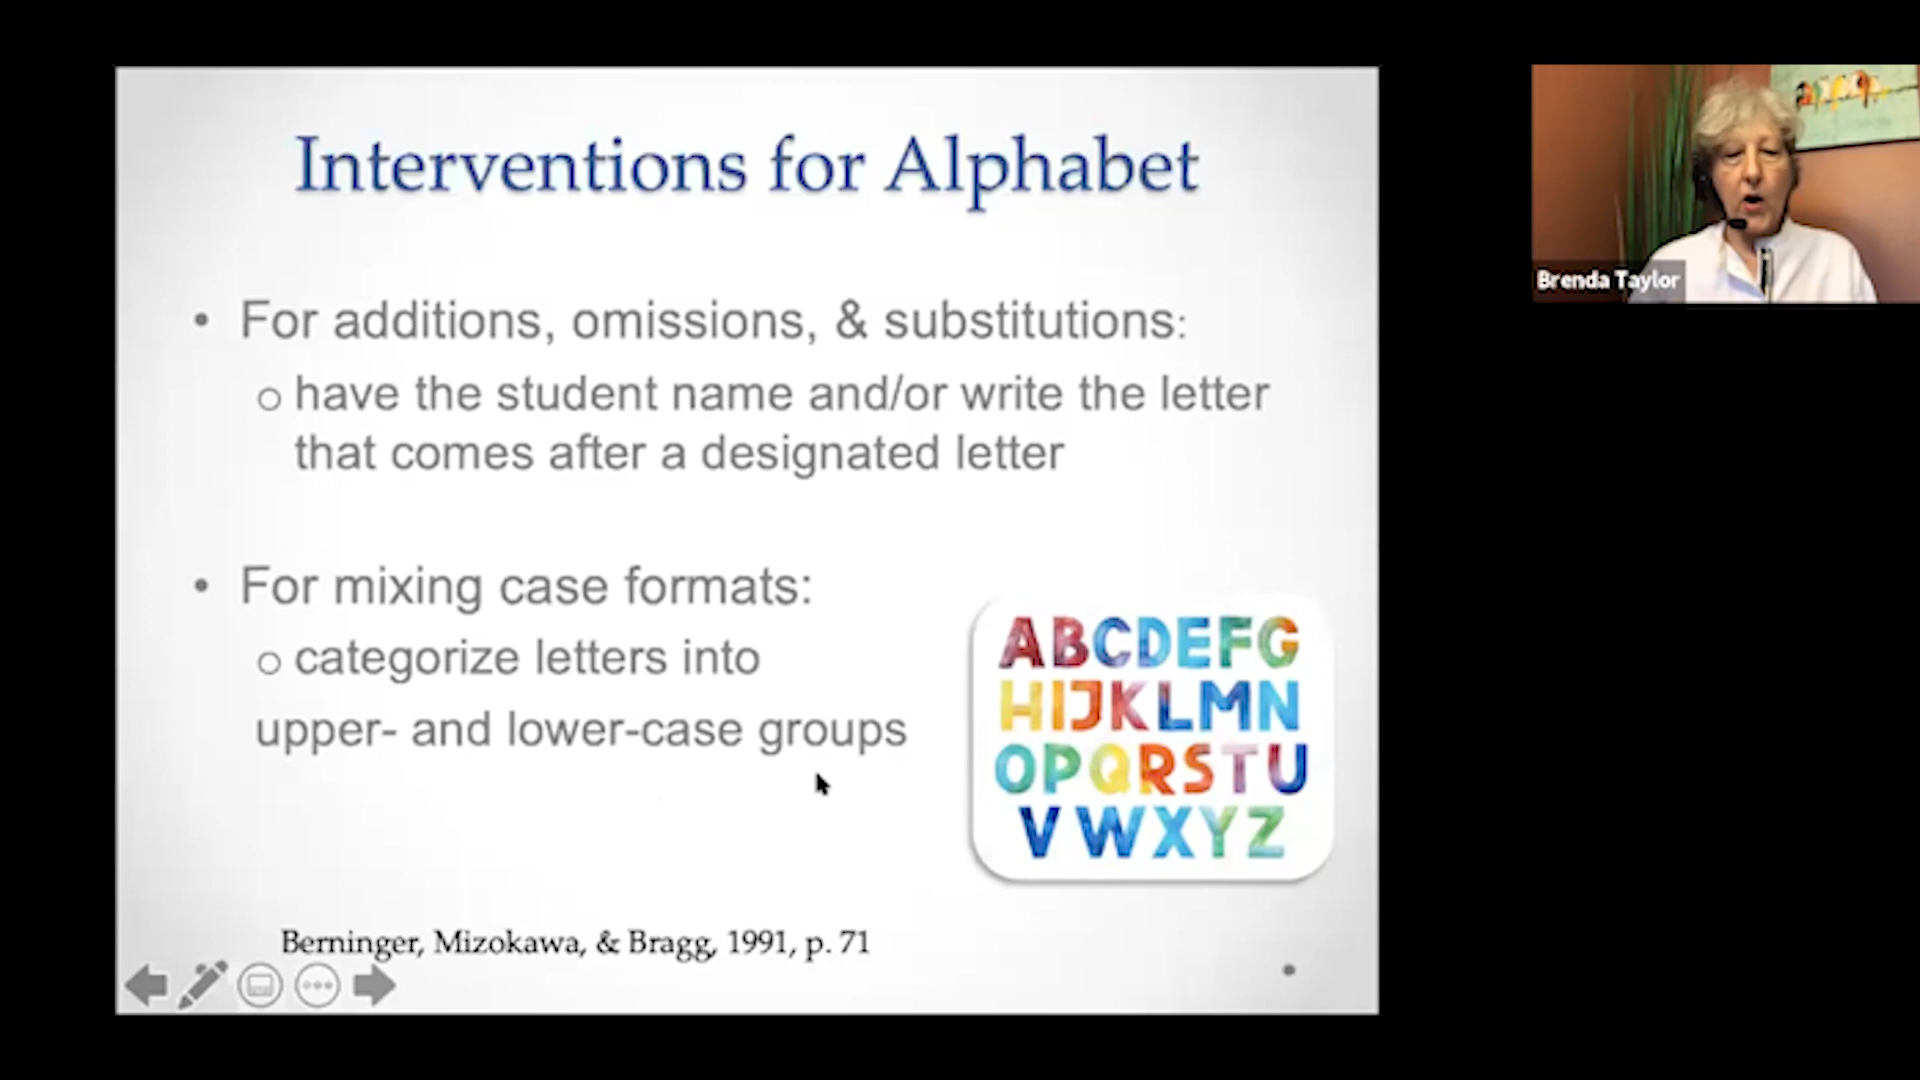 Interventions for Alphabet
• For additions, omissions, & substitutions:
o have the student name and/or write the letter
that comes after a designated letter
• For mixing case formats:
o categorize letters into
upper- and lower-case groups
ABCDEFG
HIJKLMN
OPQRSTU
VWXYZ
Berninger, Mizokawa, & Bragg, 1991, p. 71
Brenda Taylor